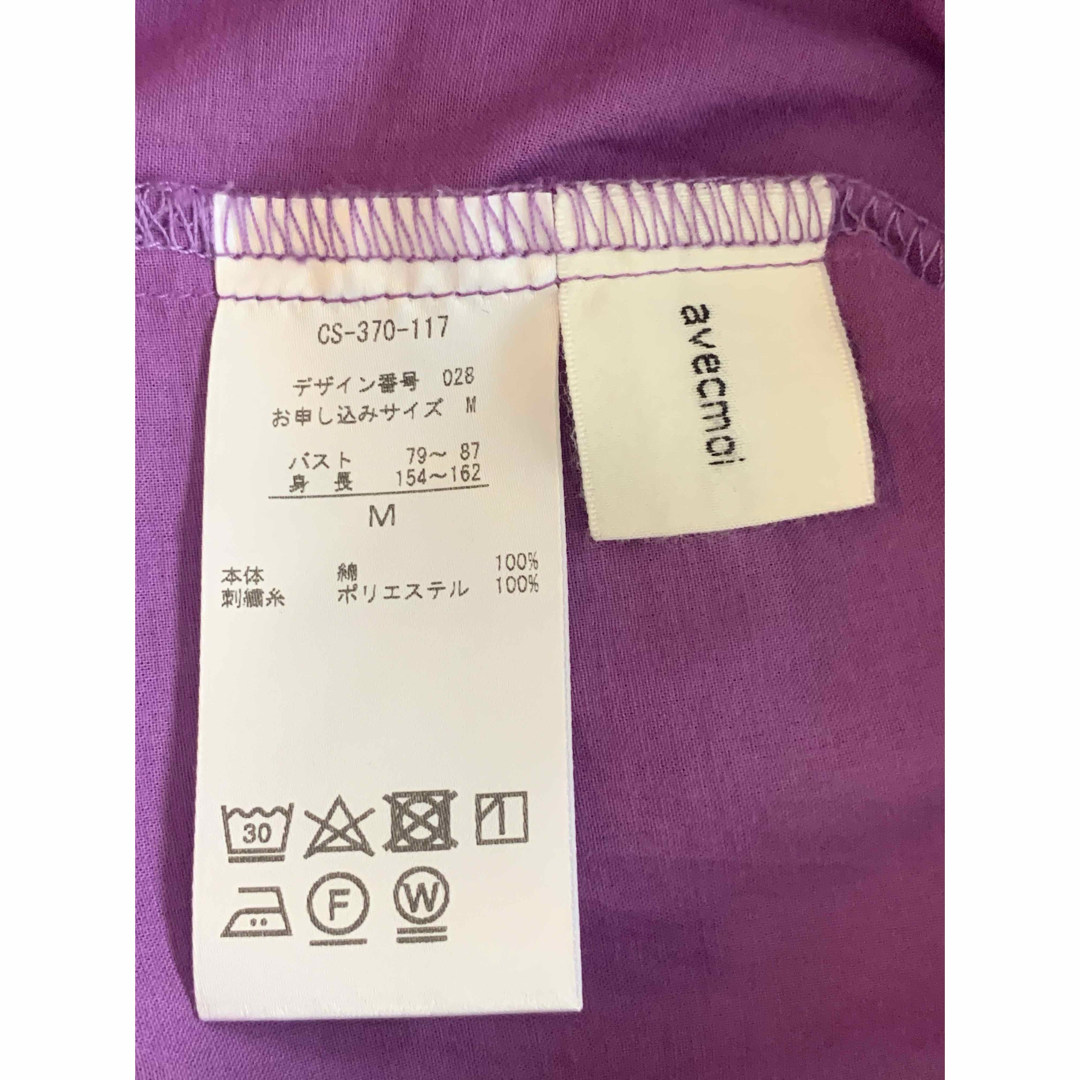 CS-370-117
デザイン番号 028
お申し込みサイズ M
バスト 79～ 87
身 長 154～162
M
本体 綿 100%
刺繍糸 ポリエステル 100%
30
F
W
avecmoi